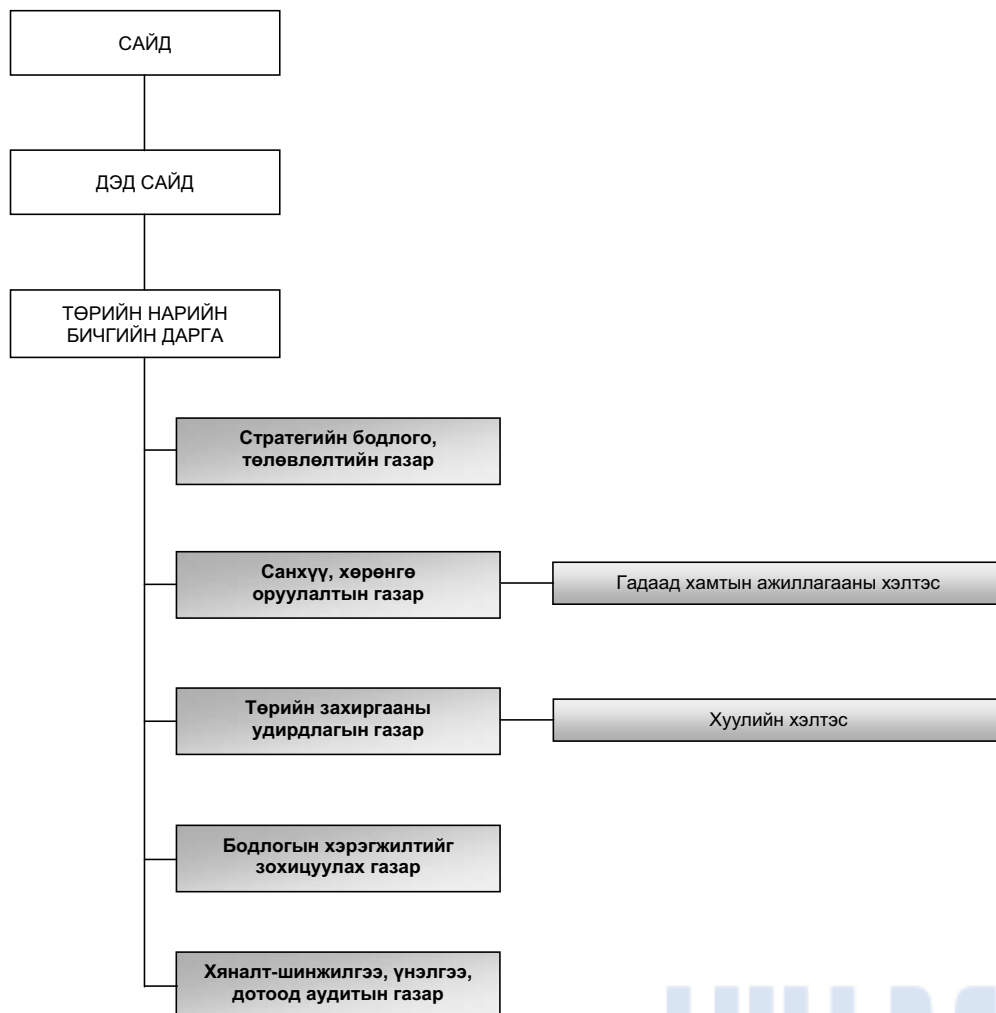 САЙД
ДЭД САЙД
ТӨРИЙН НАРИЙН
БИЧГИЙН ДАРГА
Стратегийн бодлого,
төлөвлөлтийн газар
Санхүү, хөрөнгө
оруулалтын газар
Гадаад хамтын ажиллагааны хэлтэс
Төрийн захиргааны
удирдлагын газар
Хуулийн хэлтэс
Бодлогын хэрэгжилтийг
зохицуулах газар
Хяналт-шинжилгээ, үнэлгээ,
дотоод аудитын газар